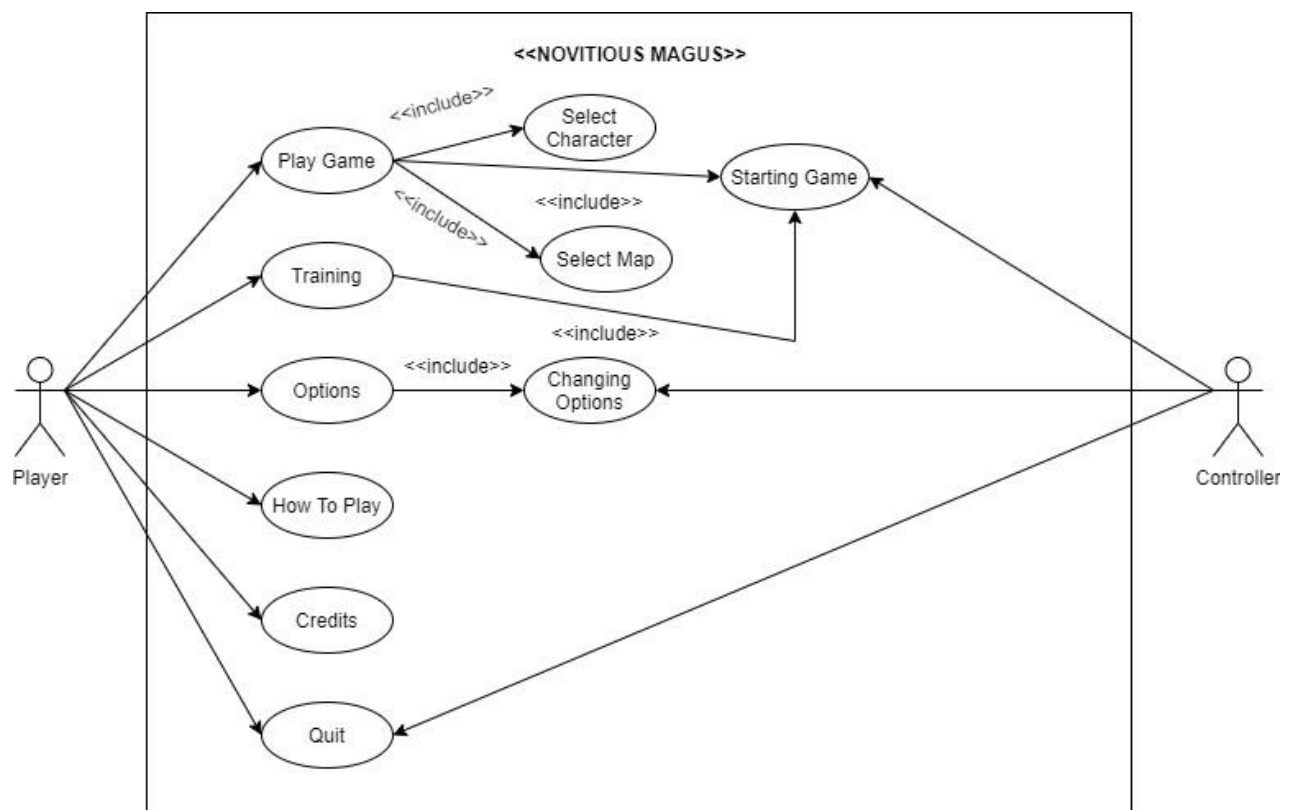 <<NOVITIOUS MAGUS>>
<<include>>
Select
Character
Play Game
Starting Game
<<include>>
<<include>>
Select Map
Training
<<include>>
<<include>>
Options
Changing
Options
Player
Controller
How To Play
Credits
Quit